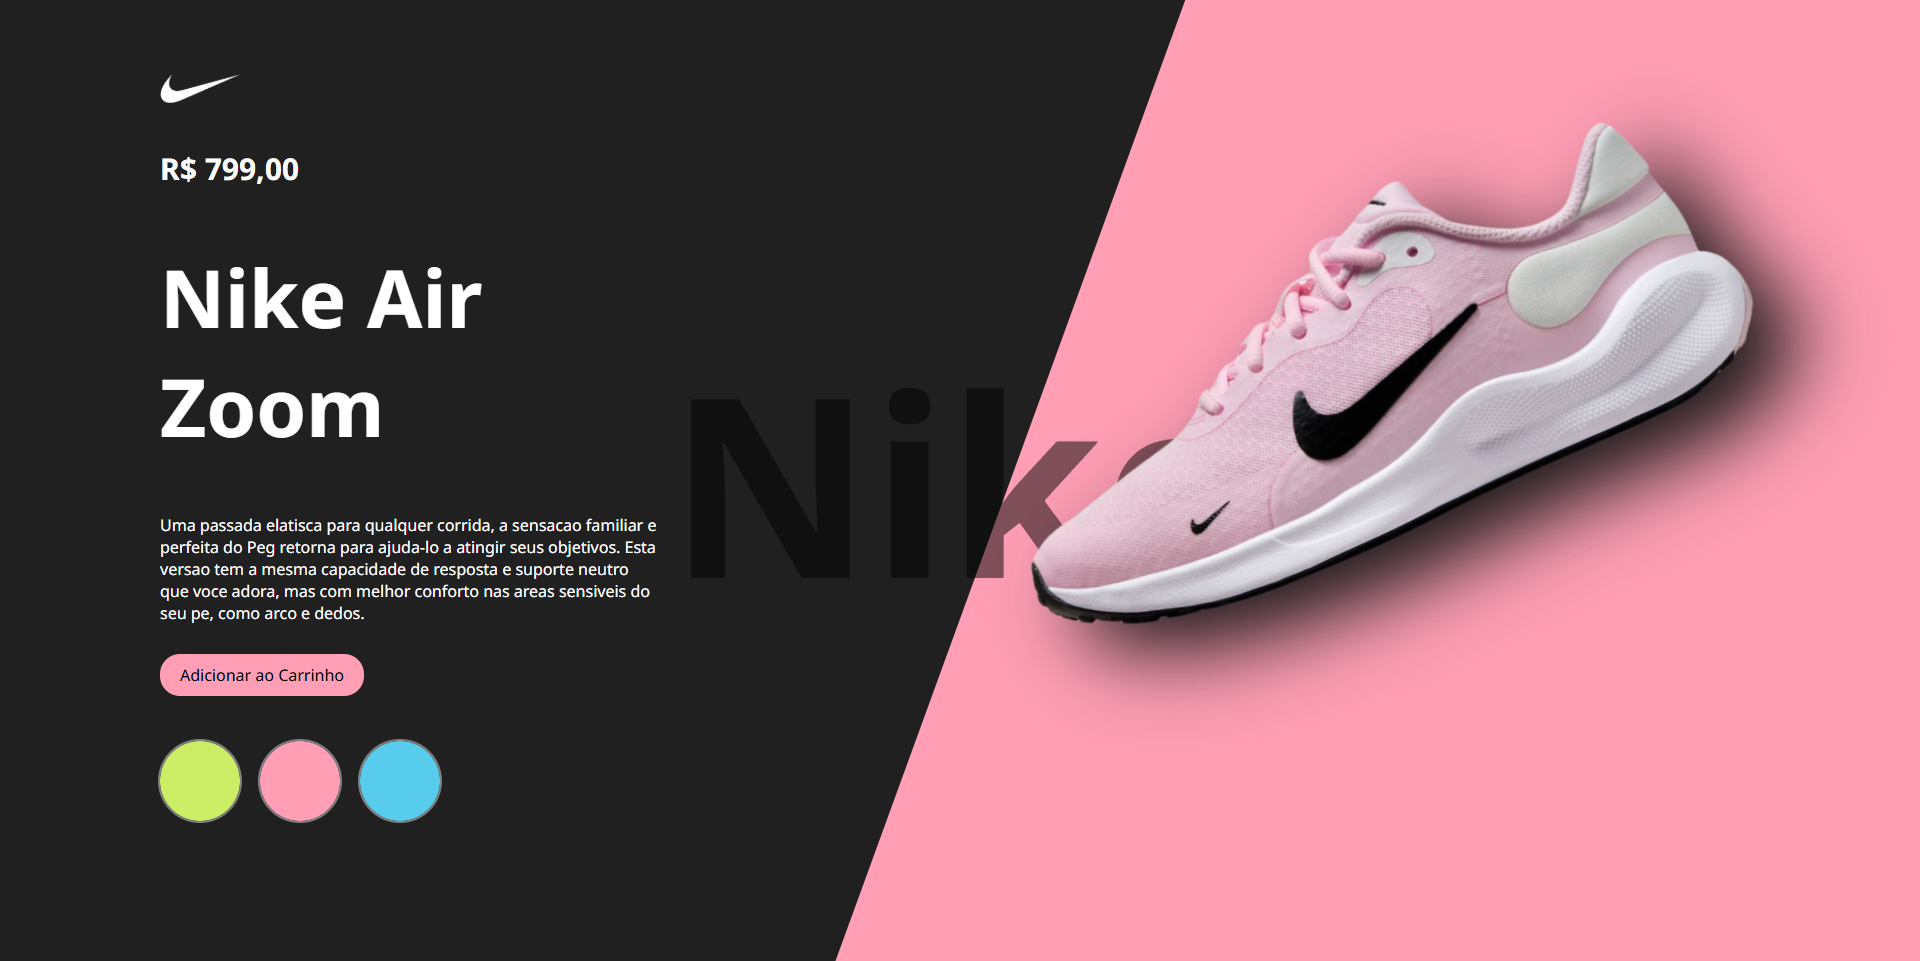 R$ 799,00
Nike Air
Zoom
Nike
Uma passada elatisca para qualquer corrida, a sensacao familiar e
perfeita do Peg retorna para ajuda-lo a atingir seus objetivos. Esta
versao tem a mesma capacidade de resposta e suporte neutro
que voce adora, mas com melhor conforto nas areas sensiveis do
seu pe, como arco e dedos.
Adicionar ao Carrinho